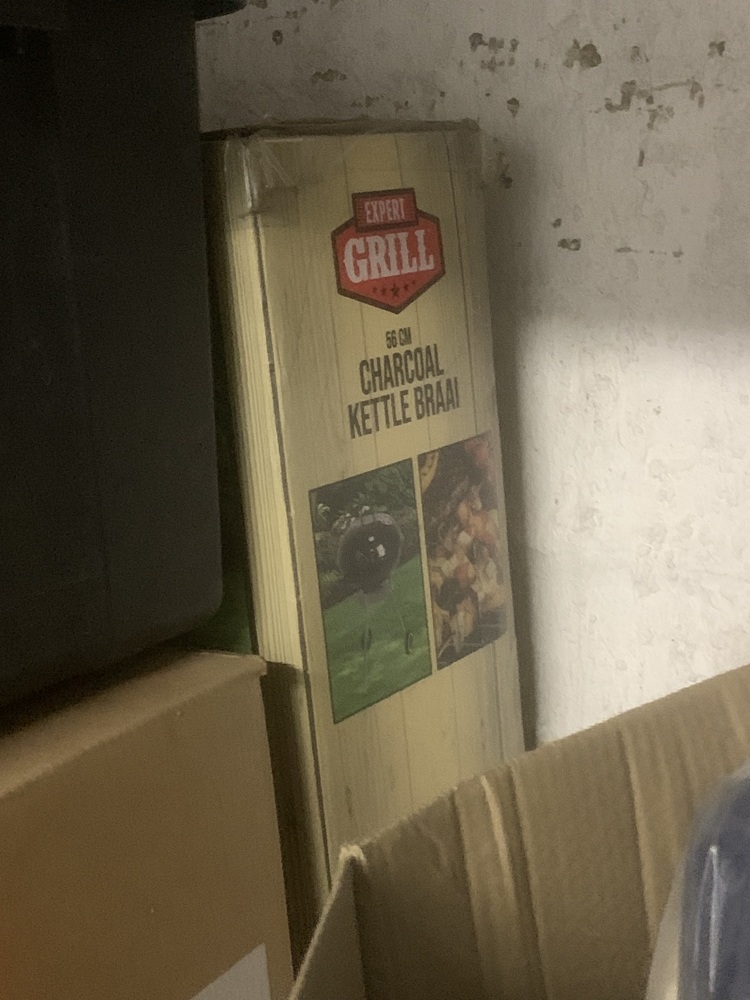 EXPERT
GRILL
56 CM
CHARCOAL
KETTLE BRAAI